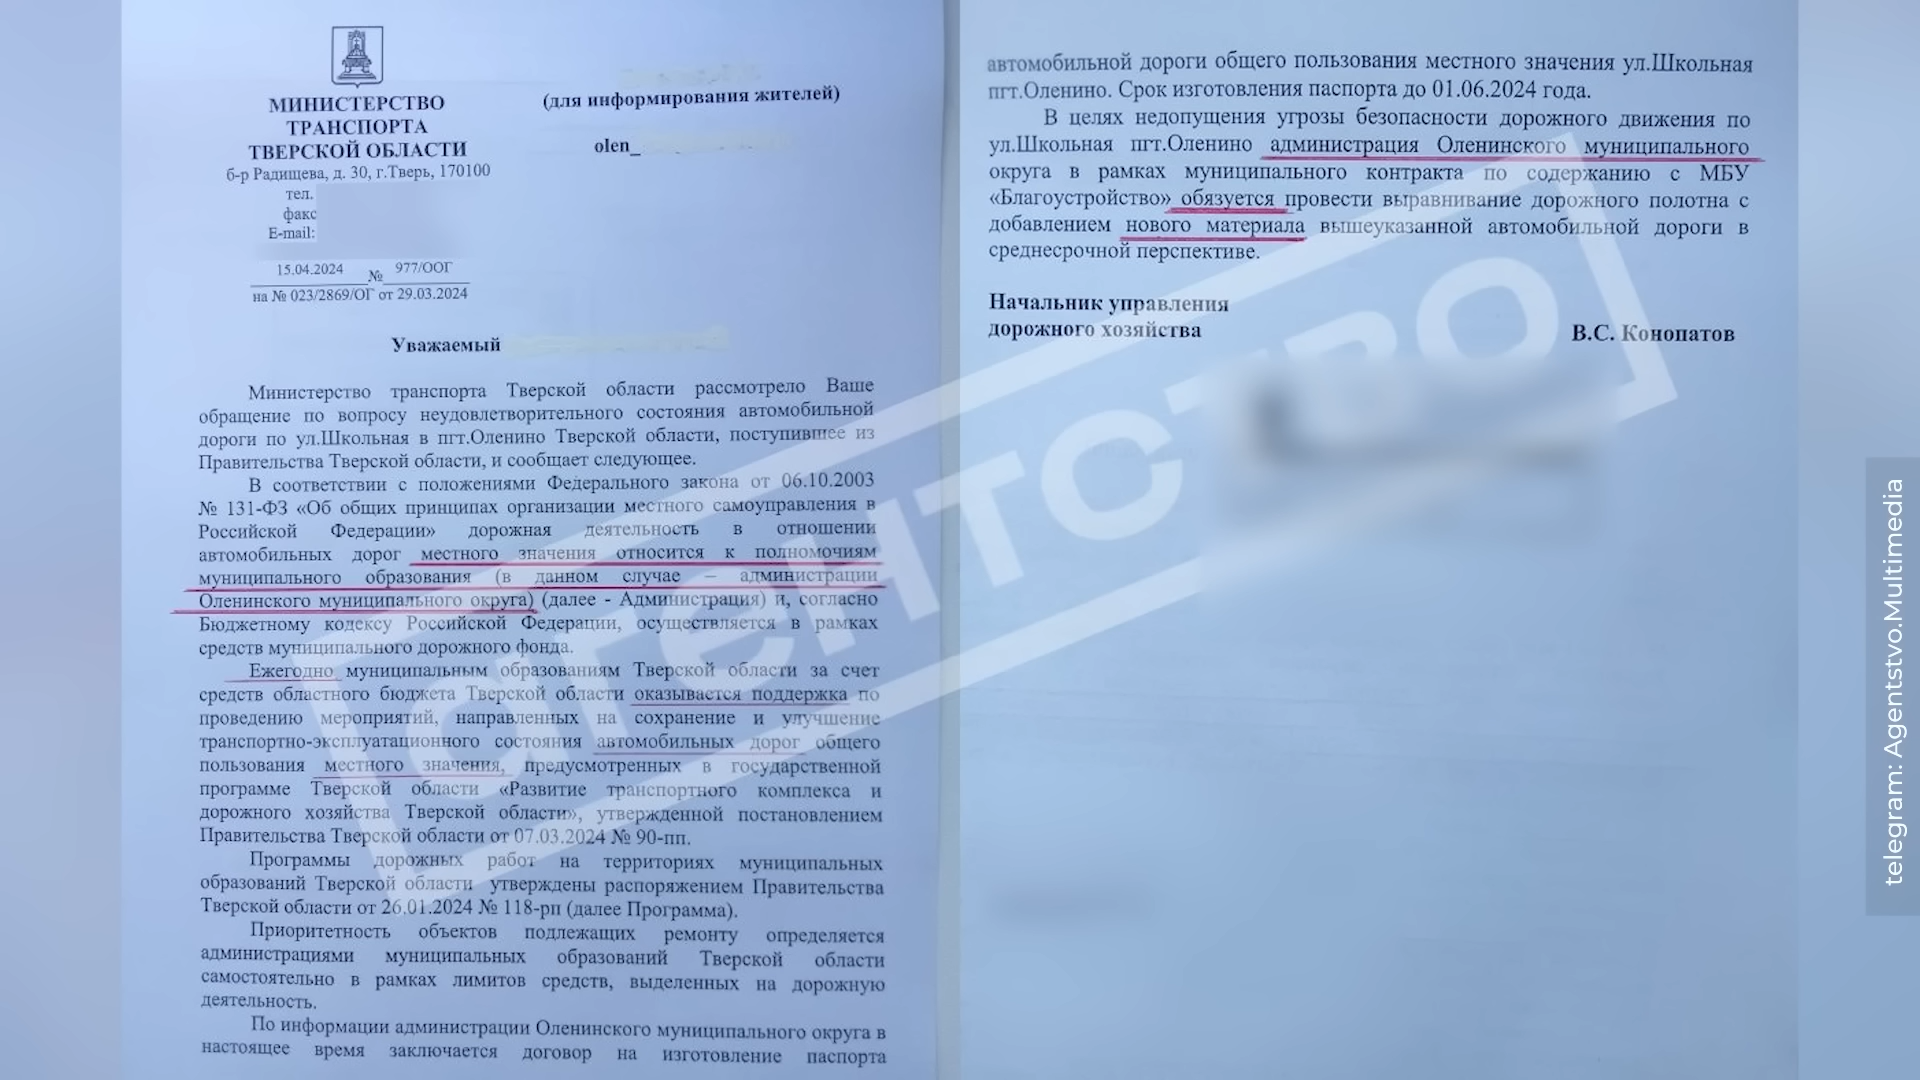 МИНИСТЕРСТВО
ТРАНСПОРТА
ТВЕРСКОЙ ОБЛАСТИ
б-р Радищева, д. 30, г.Тверь, 170100
тел.
факс
E-mail:
15.04.2024 № 977/ООГ
на № 023/2869/ОГ от 29.03.2024
(для информирования жителей)
olen_
Уважаемый
Министерство транспорта Тверской области рассмотрело Ваше
обращение по вопросу неудовлетворительного состояния автомобильной
дороги по ул.Школьная в пгт.Оленино Тверской области, поступившее из
Правительства Тверской области, и сообщает следующее.
В соответствии с положениями Федерального закона от 06.10.2003
№ 131-ФЗ «Об общих принципах организации местного самоуправления в
Российской Федерации» дорожная деятельность в отношении
автомобильных дорог местного значения относится к полномочиям
муниципального образования (в данном случае – администрации
Оленинского муниципального округа) (далее - Администрация) и, согласно
Бюджетному кодексу Российской Федерации, осуществляется в рамках
средств муниципального дорожного фонда.
Ежегодно муниципальным образованиям Тверской области за счет
средств областного бюджета Тверской области оказывается поддержка по
проведению мероприятий, направленных на сохранение и улучшение
транспортно-эксплуатационного состояния автомобильных дорог общего
пользования местного значения, предусмотренных в государственной
программе Тверской области «Развитие транспортного комплекса и
дорожного хозяйства Тверской области», утвержденной постановлением
Правительства Тверской области от 07.03.2024 № 90-пп.
Программы дорожных работ на территориях муниципальных
образований Тверской области утверждены распоряжением Правительства
Тверской области от 26.01.2024 № 118-рп (далее Программа).
Приоритетность объектов подлежащих ремонту определяется
администрациями муниципальных образований Тверской области
самостоятельно в рамках лимитов средств, выделенных на дорожную
деятельность.
По информации администрации Оленинского муниципального округа в
настоящее время заключается договор на изготовление паспорта
автомобильной дороги общего пользования местного значения ул.Школьная
пгт.Оленино. Срок изготовления паспорта до 01.06.2024 года.
В целях недопущения угрозы безопасности дорожного движения по
ул.Школьная пгт.Оленино администрация Оленинского муниципального
округа в рамках муниципального контракта по содержанию с МБУ
«Благоустройство» обязуется провести выравнивание дорожного полотна с
добавлением нового материала вышеуказанной автомобильной дороги в
среднесрочной перспективе.
Начальник управления
дорожного хозяйства
В.С. Конопатов
агентство
telegram: Agentstvo.Multimedia